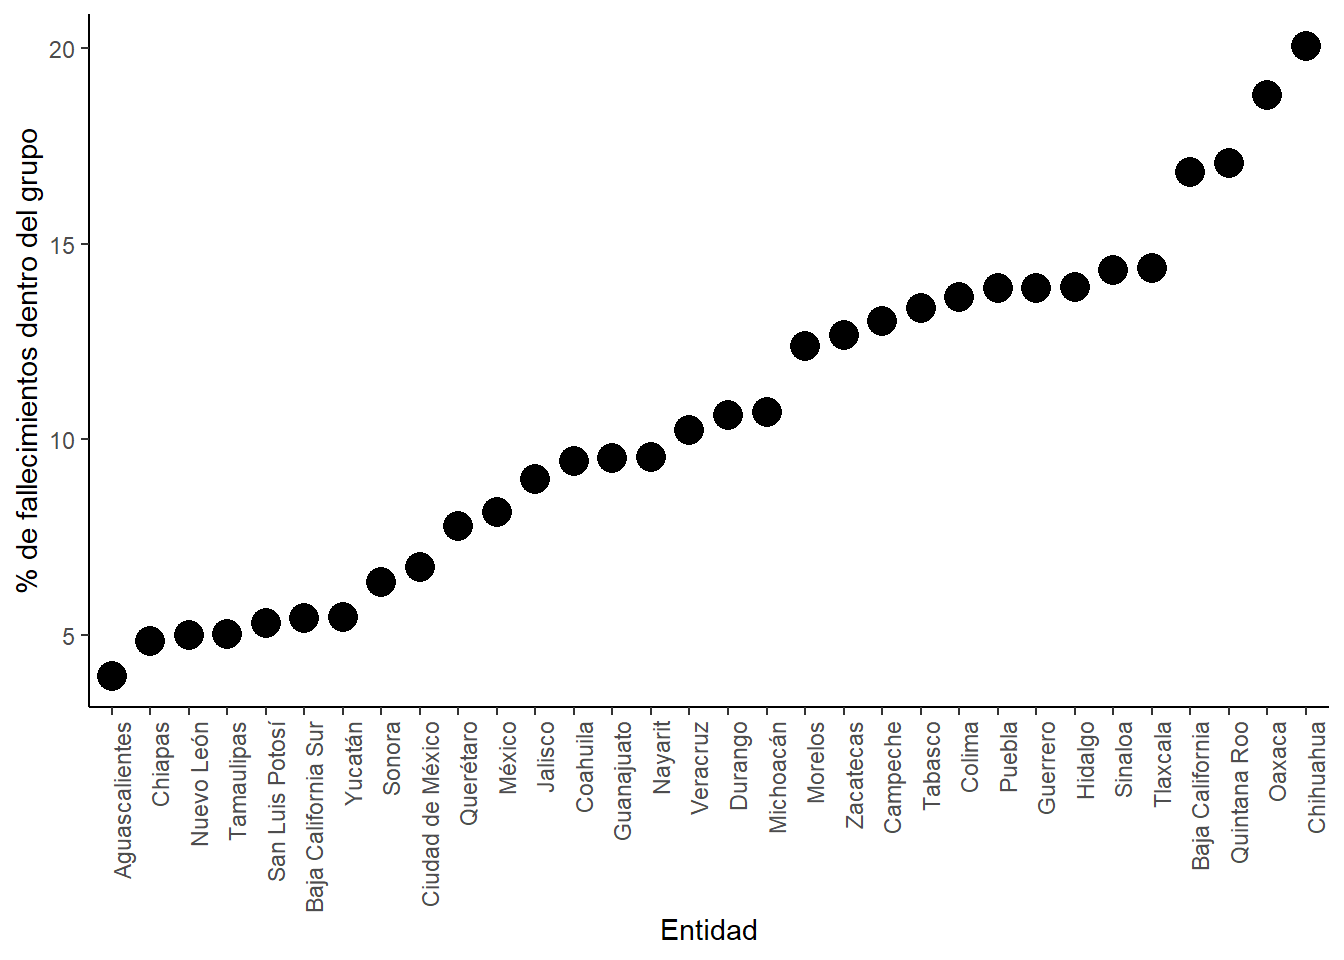 % de fallecimientos dentro del grupo
20
15
10
5
Aguascalientes
Chiapas
Nuevo León
Tamaulipas
San Luis Potosí
Baja California Sur
Yucatán
Sonora
Ciudad de México
Querétaro
México
Jalisco
Coahuila
Guanajuato
Nayarit
Veracruz
Durango
Michoacán
Morelos
Zacatecas
Campeche
Tabasco
Colima
Puebla
Guerrero
Hidalgo
Sinaloa
Tlaxcala
Baja California
Quintana Roo
Oaxaca
Chihuahua
Entidad